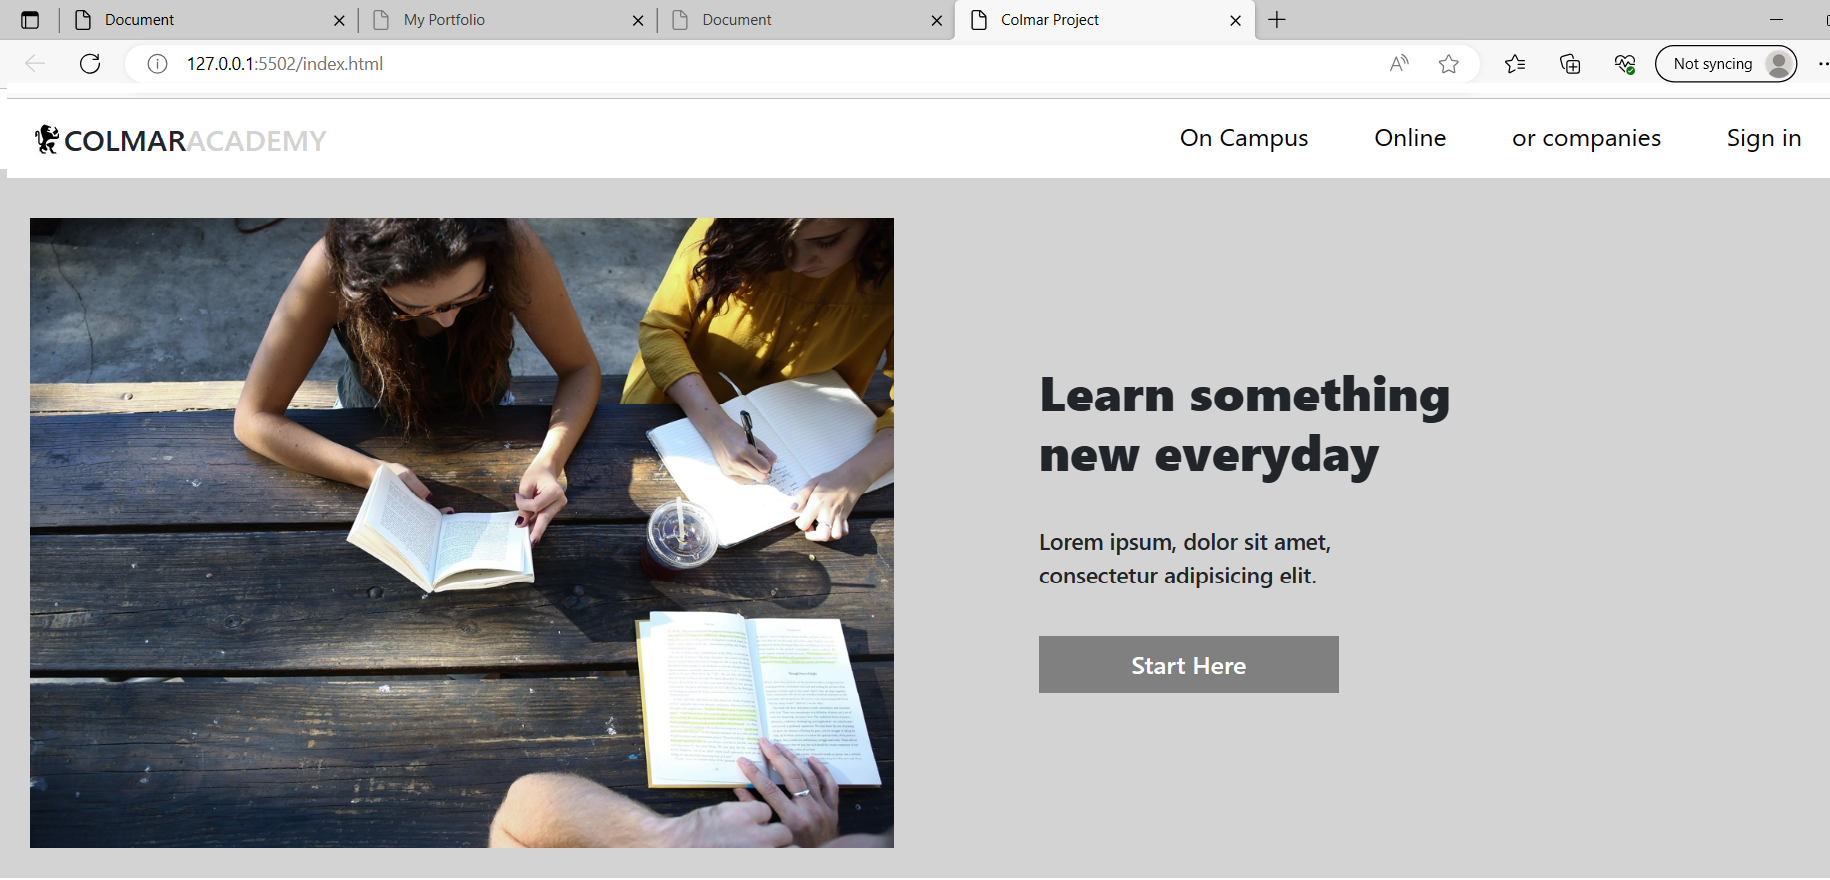 Document
My Portfolio
Document
Colmar Project
127.0.0.1:5502/index.html
Not syncing
COLMARACADEMY
On Campus
Online
or companies
Sign in
Learn something
new everyday
Lorem ipsum, dolor sit amet,
consectetur adipisicing elit.
Start Here